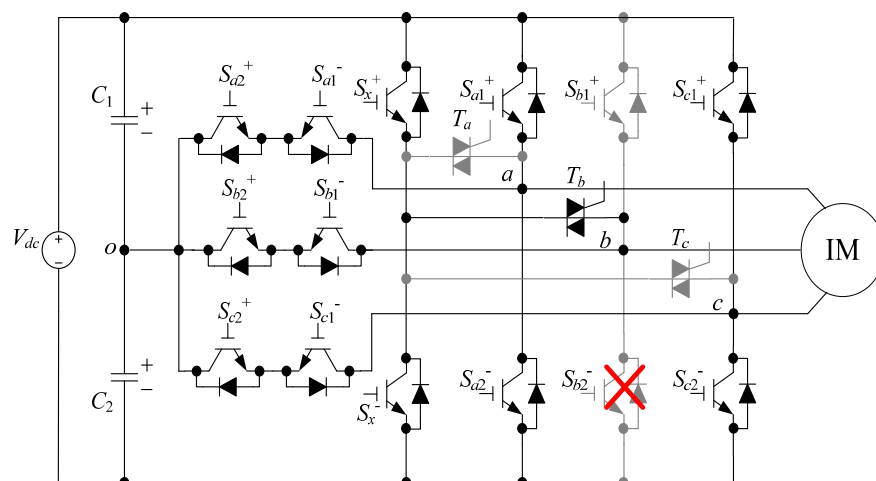 Sa2+ Sa1-
Sx+ Sa1+ Sb1+ Sc1+
C1 + -
Ta
a
Sb2+ Sb1- Tb
Vdc + - o b IM
Tc
Sc2+ Sc1- c
C2 + -
Sx- Sa2- Sb2- Sc2-